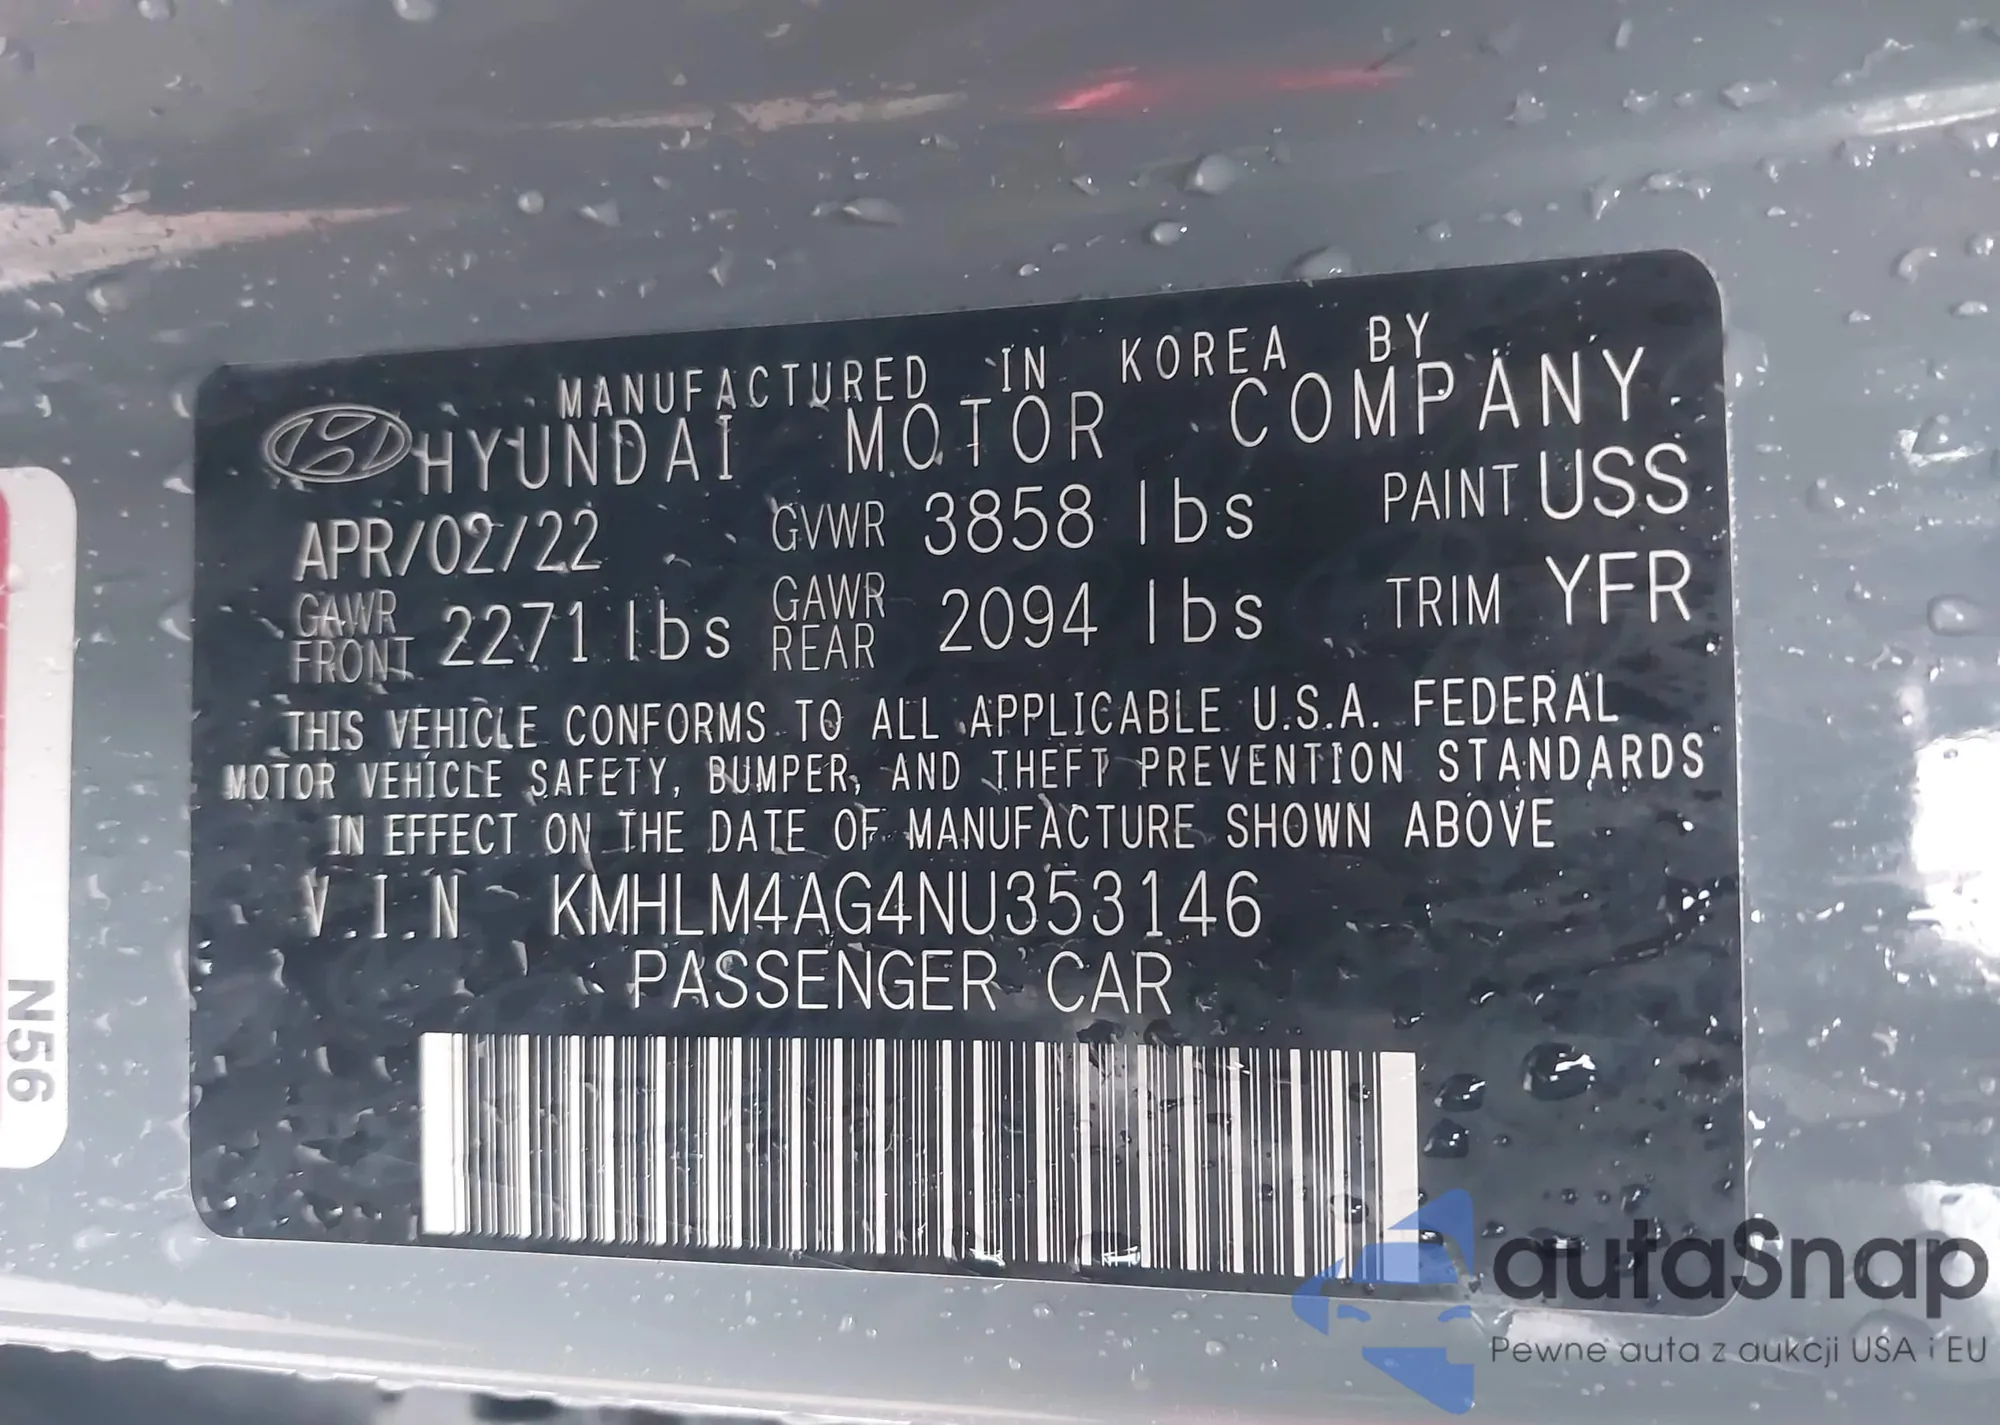 MANUFACTURED IN KOREA BY
HYUNDAI MOTOR COMPANY
APR/02/22 GVWR 3858 lbs PAINT USS
GAWR FRONT 2271 lbs GAWR REAR 2094 lbs TRIM YFR
THIS VEHICLE CONFORMS TO ALL APPLICABLE U.S.A. FEDERAL
MOTOR VEHICLE SAFETY, BUMPER, AND THEFT PREVENTION STANDARDS
IN EFFECT ON THE DATE OF MANUFACTURE SHOWN ABOVE
V.I.N KMHLM4AG4NU353146
PASSENGER CAR
N56
autaSnap
Pewne auta z aukcji USA i EU